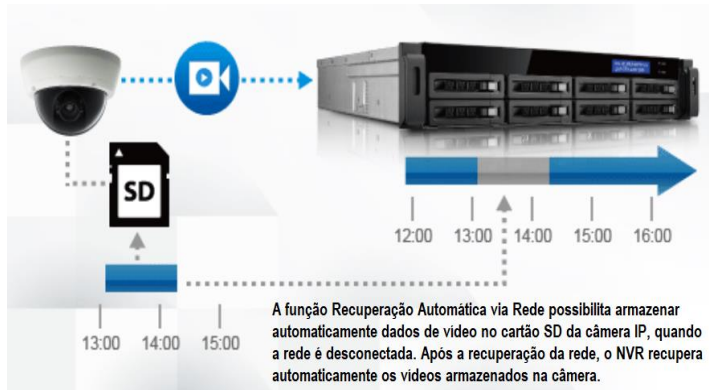 SD
12:00 13:00 14:00 15:00 16:00
13:00 14:00 15:00
A função Recuperação Automática via Rede possibilita armazenar
automaticamente dados de vídeo no cartão SD da câmera IP, quando
a rede é desconectada. Após a recuperação da rede, o NVR recupera
automaticamente os vídeos armazenados na câmera.